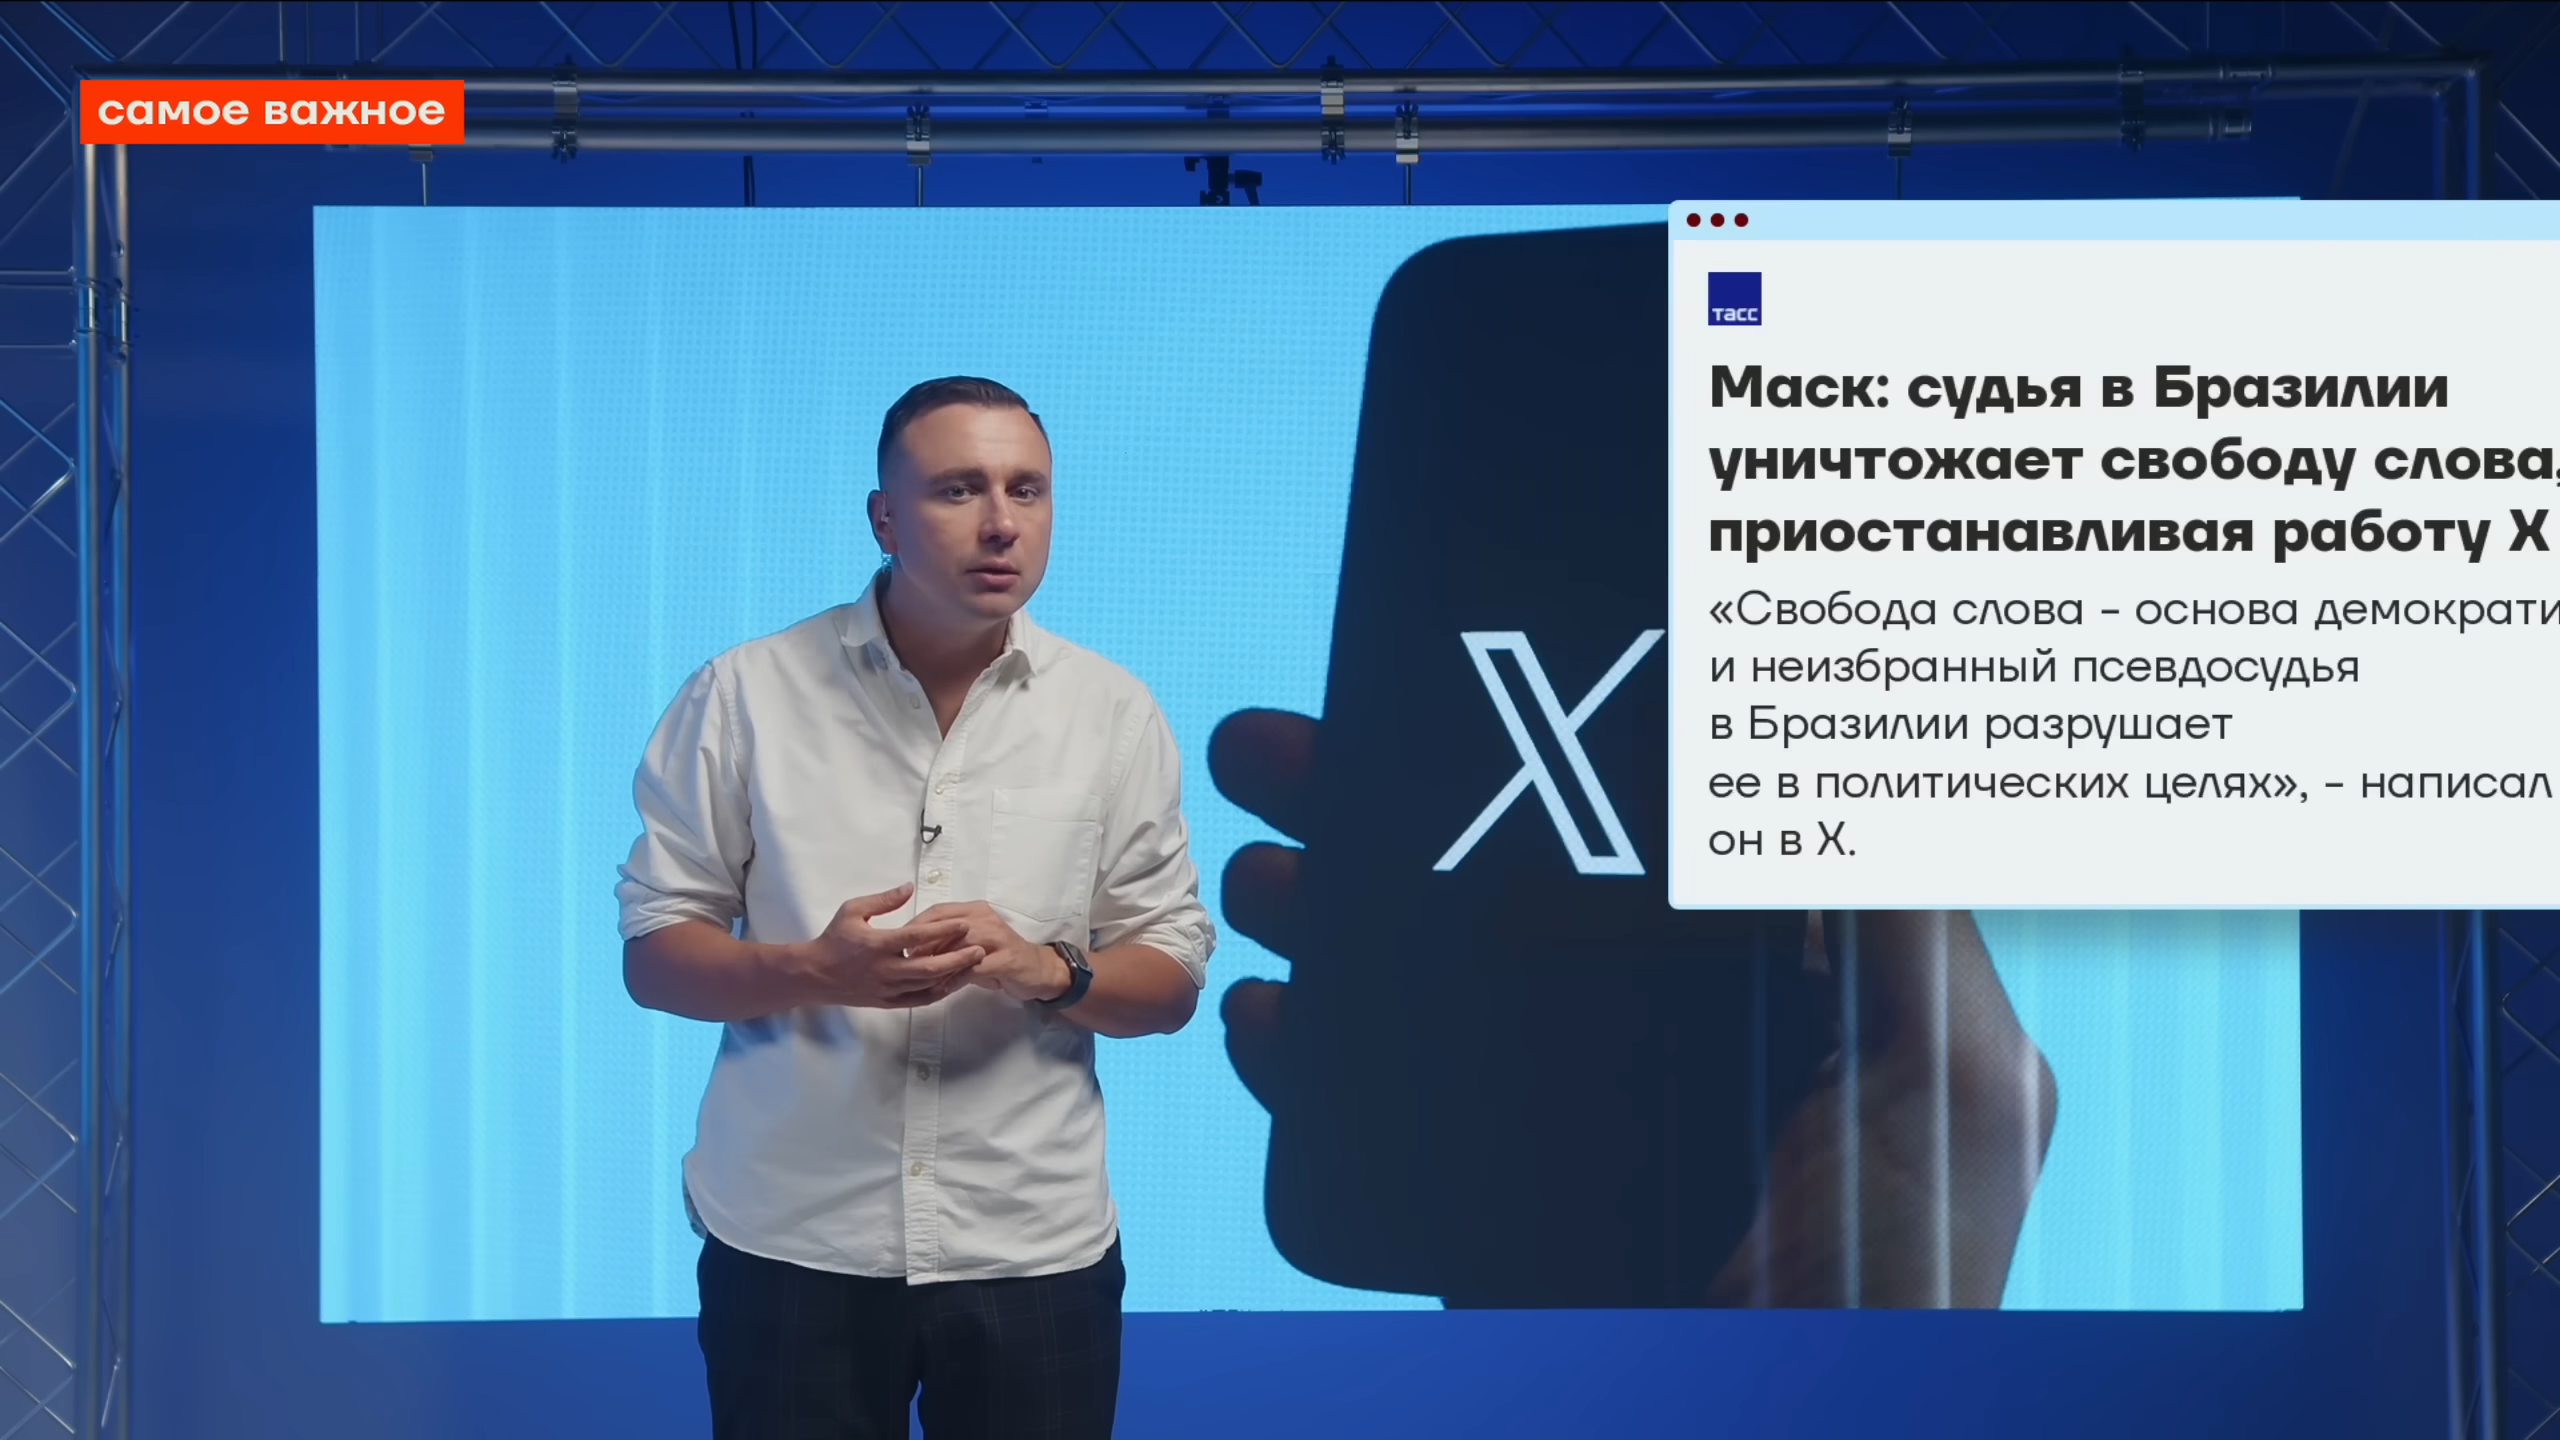 самое важное
тасс
Маск: судья в Бразилии
уничтожает свободу слова,
приостанавливая работу X
«Свобода слова – основа демократи
и неизбранный псевдосудья
в Бразилии разрушает
ее в политических целях», – написал
он в X.
X